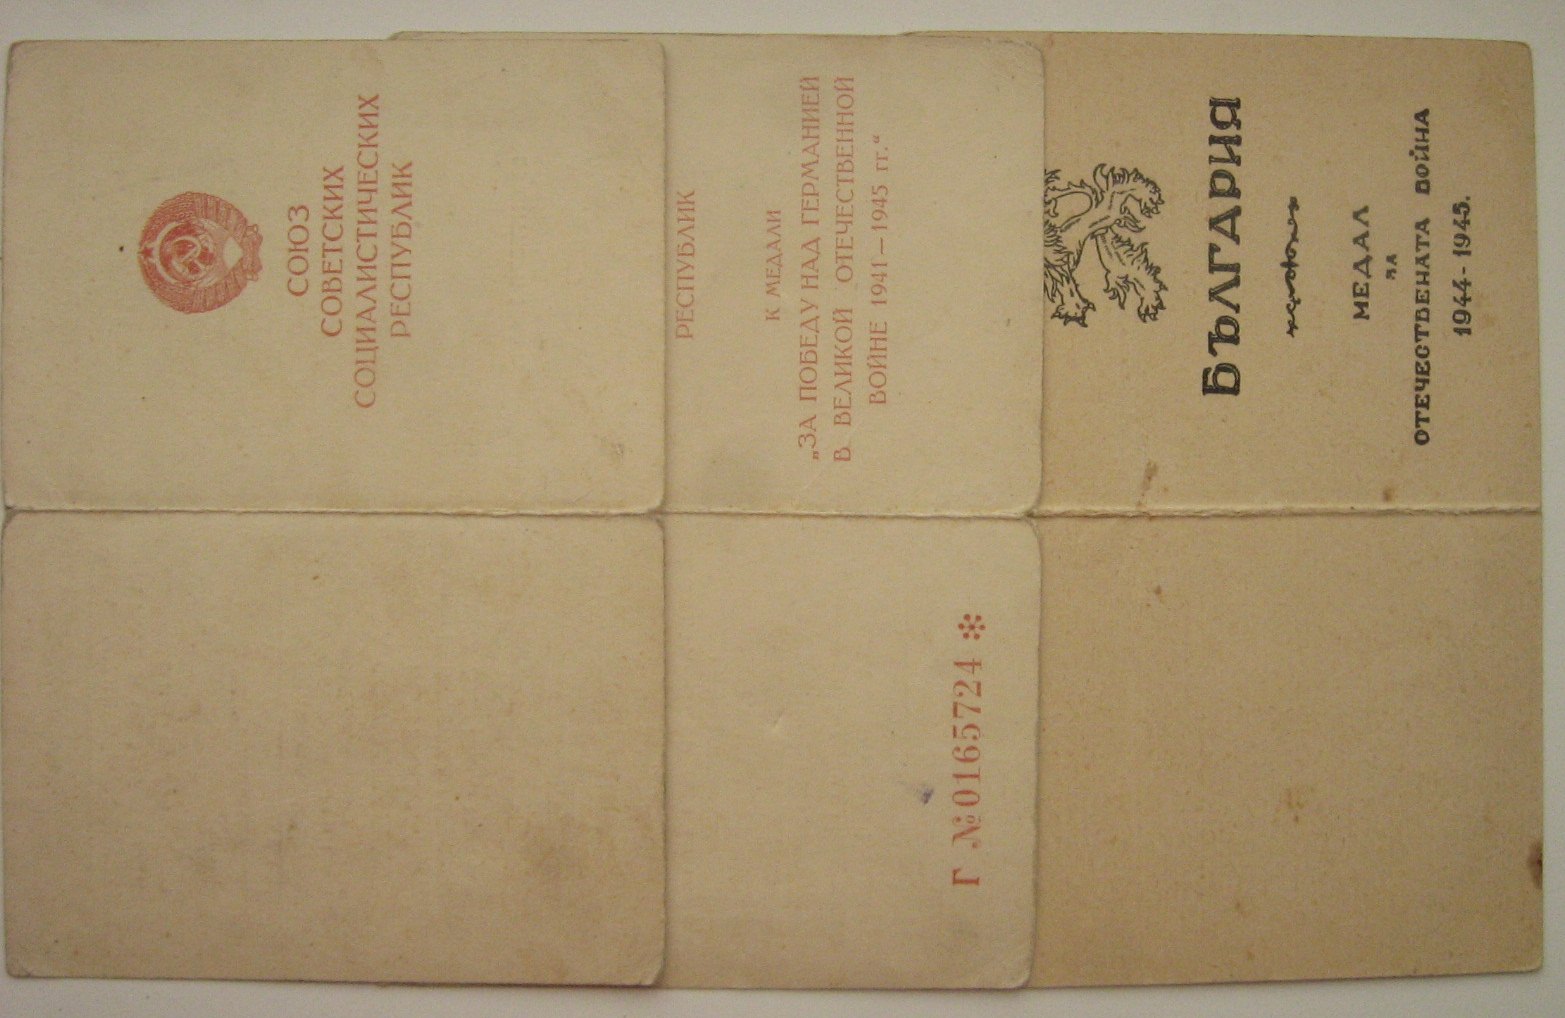 СОЮЗ
СОВЕТСКИХ
СОЦИАЛИСТИЧЕСКИХ
РЕСПУБЛИК
РЕСПУБЛИК
К МЕДАЛИ
„ЗА ПОБЕДУ НАД ГЕРМАНИЕЙ
В ВЕЛИКОЙ ОТЕЧЕСТВЕННОЙ
ВОЙНЕ 1941—1945 гг.“
Г №0165724
БЪЛГАРИЯ
МЕДАЛ
ЗА
ОТЕЧЕСТВЕНАТА ВОЙНА
1944-1945.